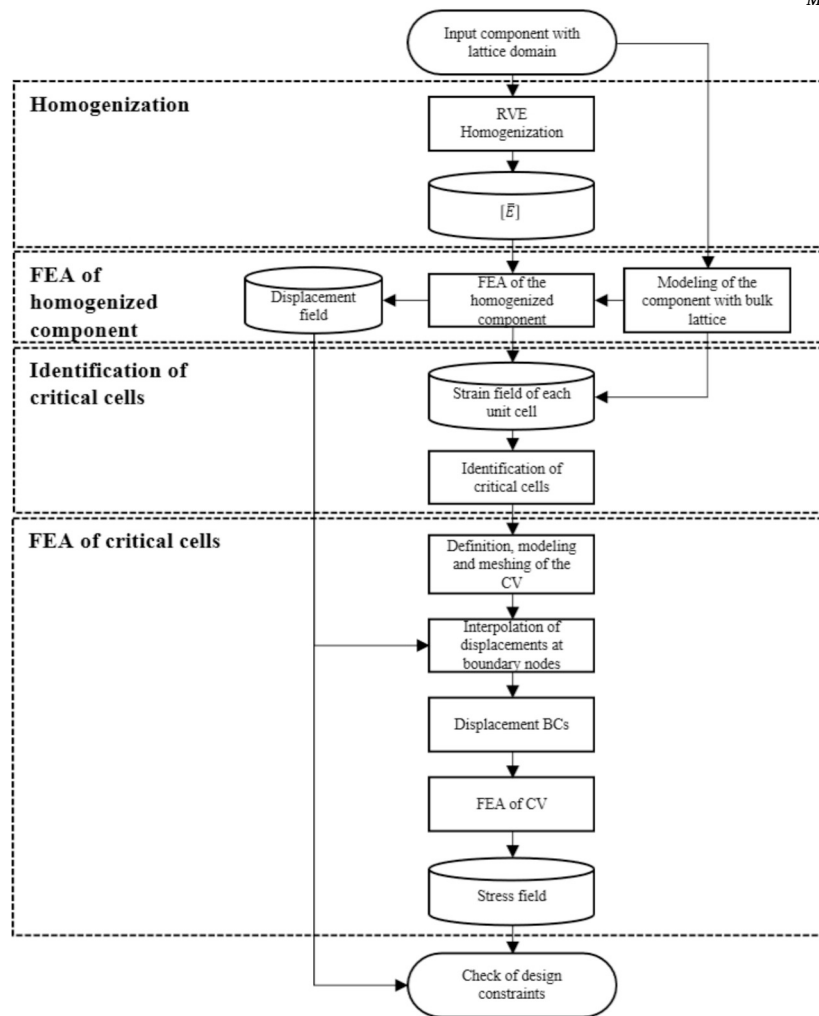 M
Input component with
lattice domain
Homogenization
RVE
Homogenization
[Ē]
FEA of
homogenized
component
Displacement
field
FEA of the
homogenized
component
Modeling of the
component with bulk
lattice
Identification of
critical cells
Strain field of each
unit cell
Identification of
critical cells
FEA of critical cells
Definition, modeling
and meshing of the
CV
Interpolation of
displacements at
boundary nodes
Displacement BCs
FEA of CV
Stress field
Check of design
constraints